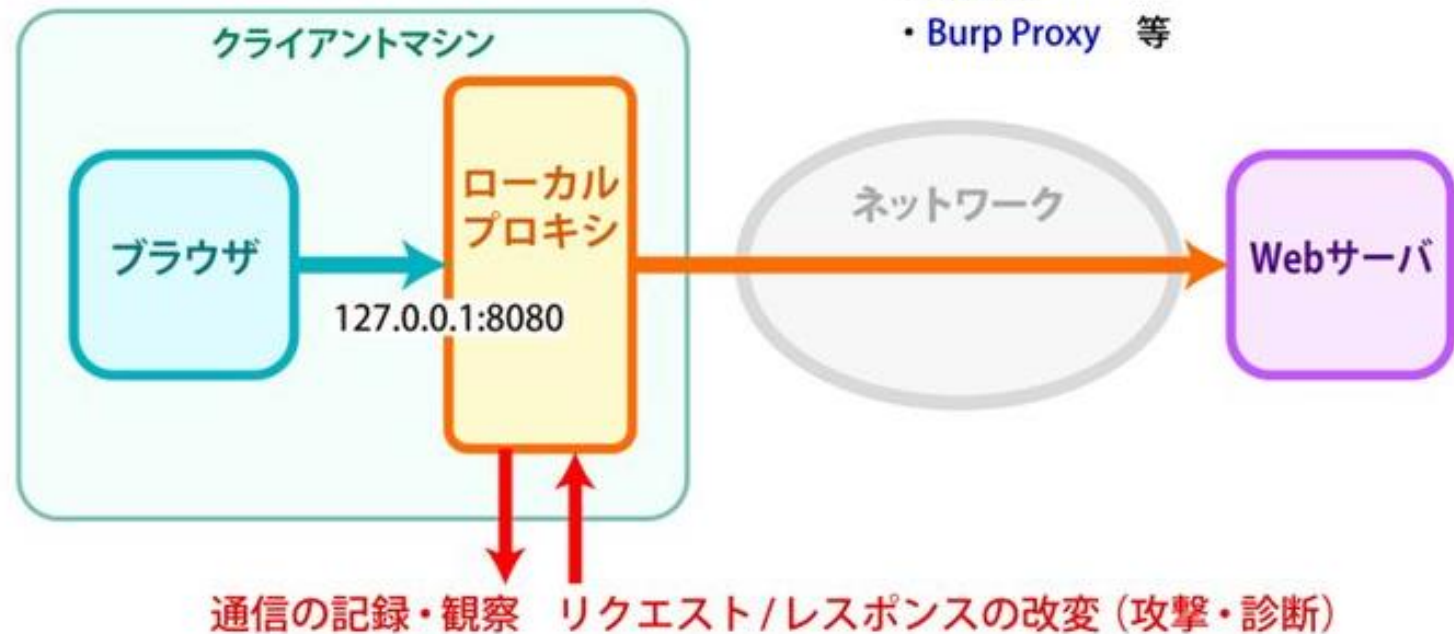 クライアントマシン
・Burp Proxy 等
ブラウザ
ローカル
プロキシ
127.0.0.1:8080
ネットワーク
Webサーバ
通信の記録・観察 リクエスト/レスポンスの改変（攻撃・診断）